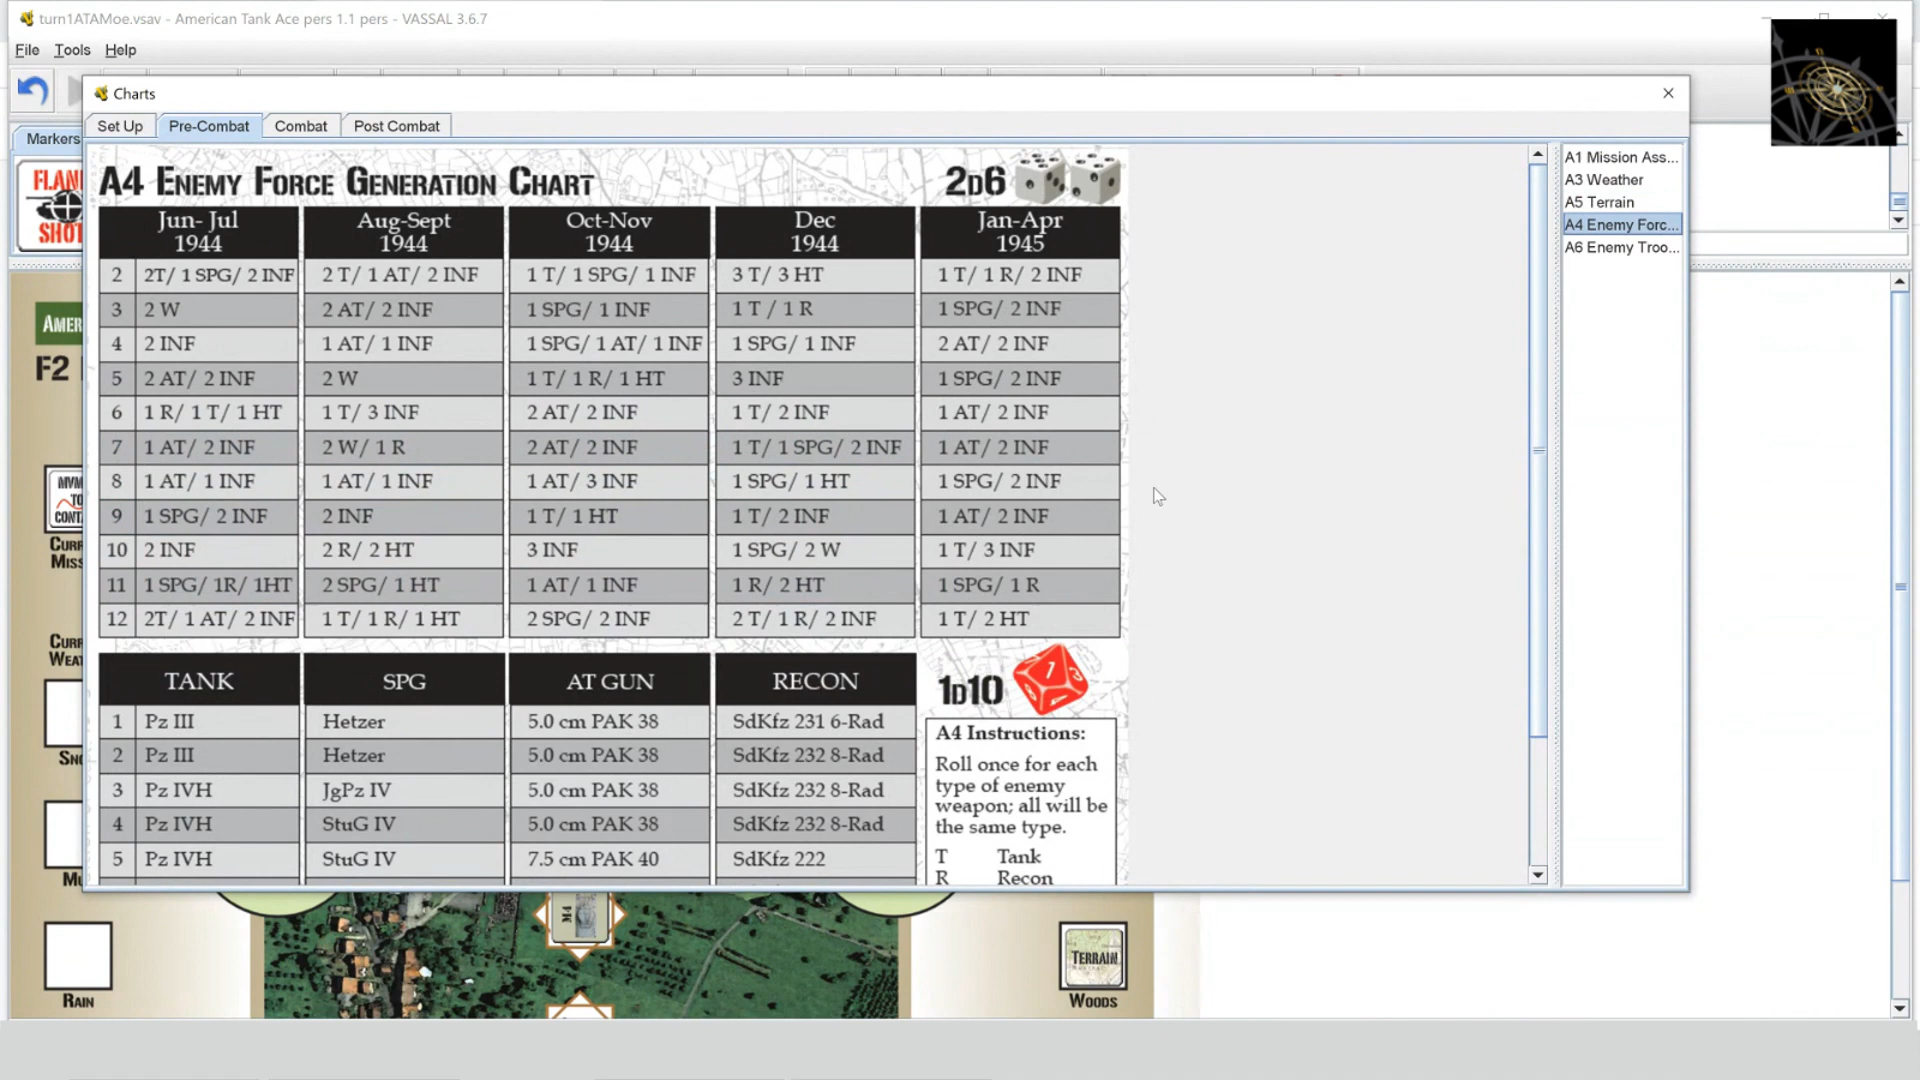 turn1ATAMoe.vsav - American Tank Ace pers 1.1 pers - VASSAL 3.6.7
File Tools Help
Charts
Set Up Pre-Combat Combat Post Combat
Markers
A1 Mission Ass...
A3 Weather
A5 Terrain
A4 Enemy Forc...
A6 Enemy Troo...
A4 Enemy Force Generation Chart 2D6
Jun- Jul 1944 Aug-Sept 1944 Oct-Nov 1944 Dec 1944 Jan-Apr 1945
2 2T/ 1 SPG/ 2 INF 2 T/ 1 AT/ 2 INF 1 T/ 1 SPG/ 1 INF 3 T/ 3 HT 1 T/ 1 R/ 2 INF
3 2 W 2 AT/ 2 INF 1 SPG/ 1 INF 1 T / 1 R 1 SPG/ 2 INF
4 2 INF 1 AT/ 1 INF 1 SPG/ 1 AT/ 1 INF 1 SPG/ 1 INF 2 AT/ 2 INF
5 2 AT/ 2 INF 2 W 1 T/ 1 R/ 1 HT 3 INF 1 SPG/ 2 INF
6 1 R/ 1 T/ 1 HT 1 T/ 3 INF 2 AT/ 2 INF 1 T/ 2 INF 1 AT/ 2 INF
7 1 AT/ 2 INF 2 W/ 1 R 2 AT/ 2 INF 1 T/ 1 SPG/ 2 INF 1 AT/ 2 INF
8 1 AT/ 1 INF 1 AT/ 1 INF 1 AT/ 3 INF 1 SPG/ 1 HT 1 SPG/ 2 INF
9 1 SPG/ 2 INF 2 INF 1 T/ 1 HT 1 T/ 2 INF 1 AT/ 2 INF
10 2 INF 2 R/ 2 HT 3 INF 1 SPG/ 2 W 1 T/ 3 INF
11 1 SPG/ 1R/ 1HT 2 SPG/ 1 HT 1 AT/ 1 INF 1 R/ 2 HT 1 SPG/ 1 R
12 2T/ 1 AT/ 2 INF 1 T/ 1 R/ 1 HT 2 SPG/ 2 INF 2 T/ 1 R/ 2 INF 1 T/ 2 HT
TANK SPG AT GUN RECON 1D10
1 Pz III Hetzer 5.0 cm PAK 38 SdKfz 231 6-Rad
2 Pz III Hetzer 5.0 cm PAK 38 SdKfz 232 8-Rad
3 Pz IVH JgPz IV 5.0 cm PAK 38 SdKfz 232 8-Rad
4 Pz IVH StuG IV 5.0 cm PAK 38 SdKfz 232 8-Rad
5 Pz IVH StuG IV 7.5 cm PAK 40 SdKfz 222
A4 Instructions:
Roll once for each
type of enemy
weapon; all will be
the same type.
T Tank
R Recon
F2
M4
Rain
Terrain
Woods